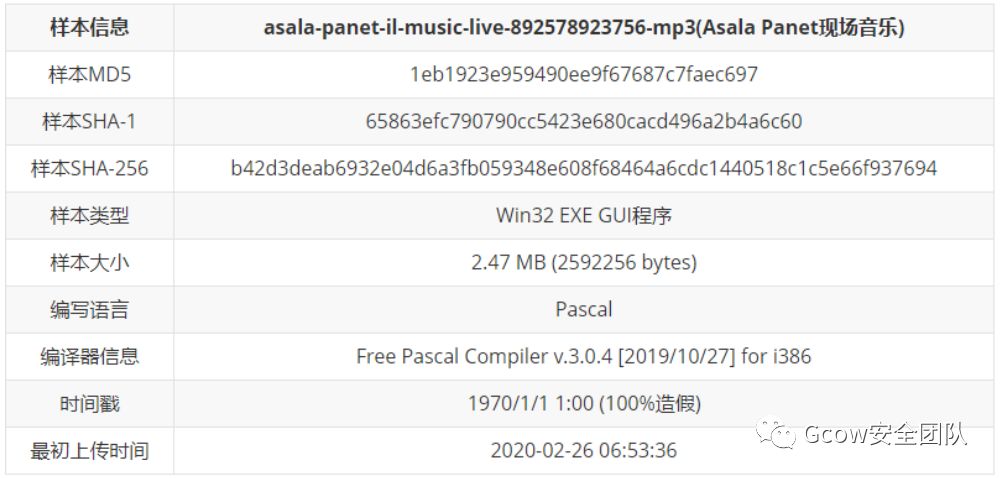 样本信息 asala-panet-il-music-live-892578923756-mp3(Asala Panet现场音乐)
样本MD5 1eb1923e959490ee9f67687c7faec697
样本SHA-1 65863efc790790cc5423e680cacd496a2b4a6c60
样本SHA-256 b42d3deab6932e04d6a3fb059348e608f68464a6cdc1440518c1c5e66f937694
样本类型 Win32 EXE GUI程序
样本大小 2.47 MB (2592256 bytes)
编写语言 Pascal
编译器信息 Free Pascal Compiler v.3.0.4 [2019/10/27] for i386
时间戳 1970/1/1 1:00 (100%造假)
最初上传时间 2020-02-26 06:53:36
Gcow安全团队